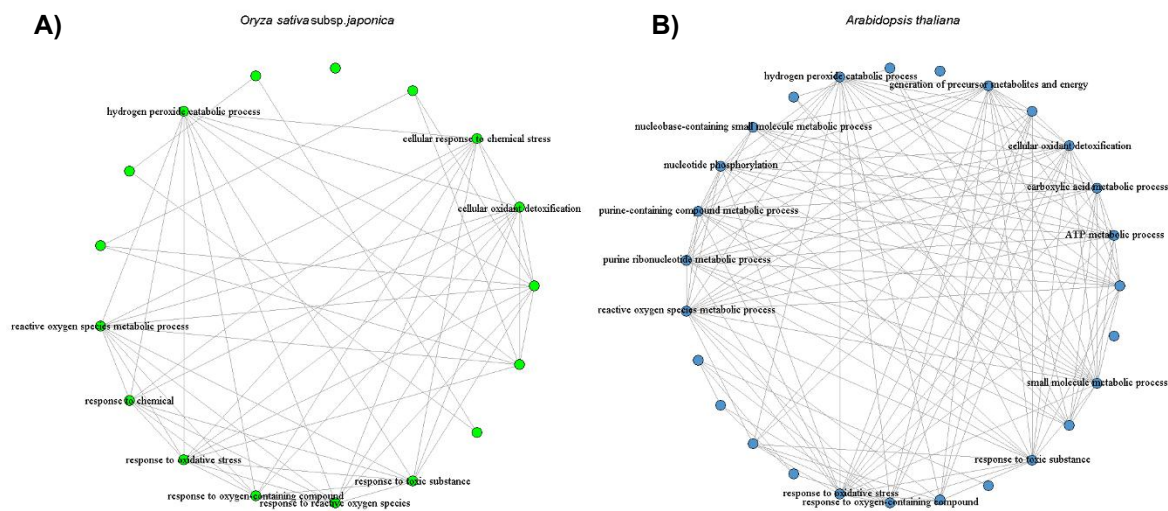 A)
Oryza sativa subsp. japonica
hydrogen peroxide catabolic process
cellular response to chemical stress
cellular oxidant detoxification
reactive oxygen species metabolic process
response to chemical
response to oxidative stress
response to toxic substance
response to oxygen-containing compound
response to reactive oxygen species
B)
Arabidopsis thaliana
hydrogen peroxide catabolic process
generation of precursor metabolites and energy
nucleobase-containing small molecule metabolic process
cellular oxidant detoxification
nucleotide phosphorylation
carboxylic acid metabolic process
purine-containing compound metabolic process
ATP metabolic process
purine ribonucleotide metabolic process
reactive oxygen species metabolic process
small molecule metabolic process
response to toxic substance
response to oxidative stress
response to oxygen-containing compound